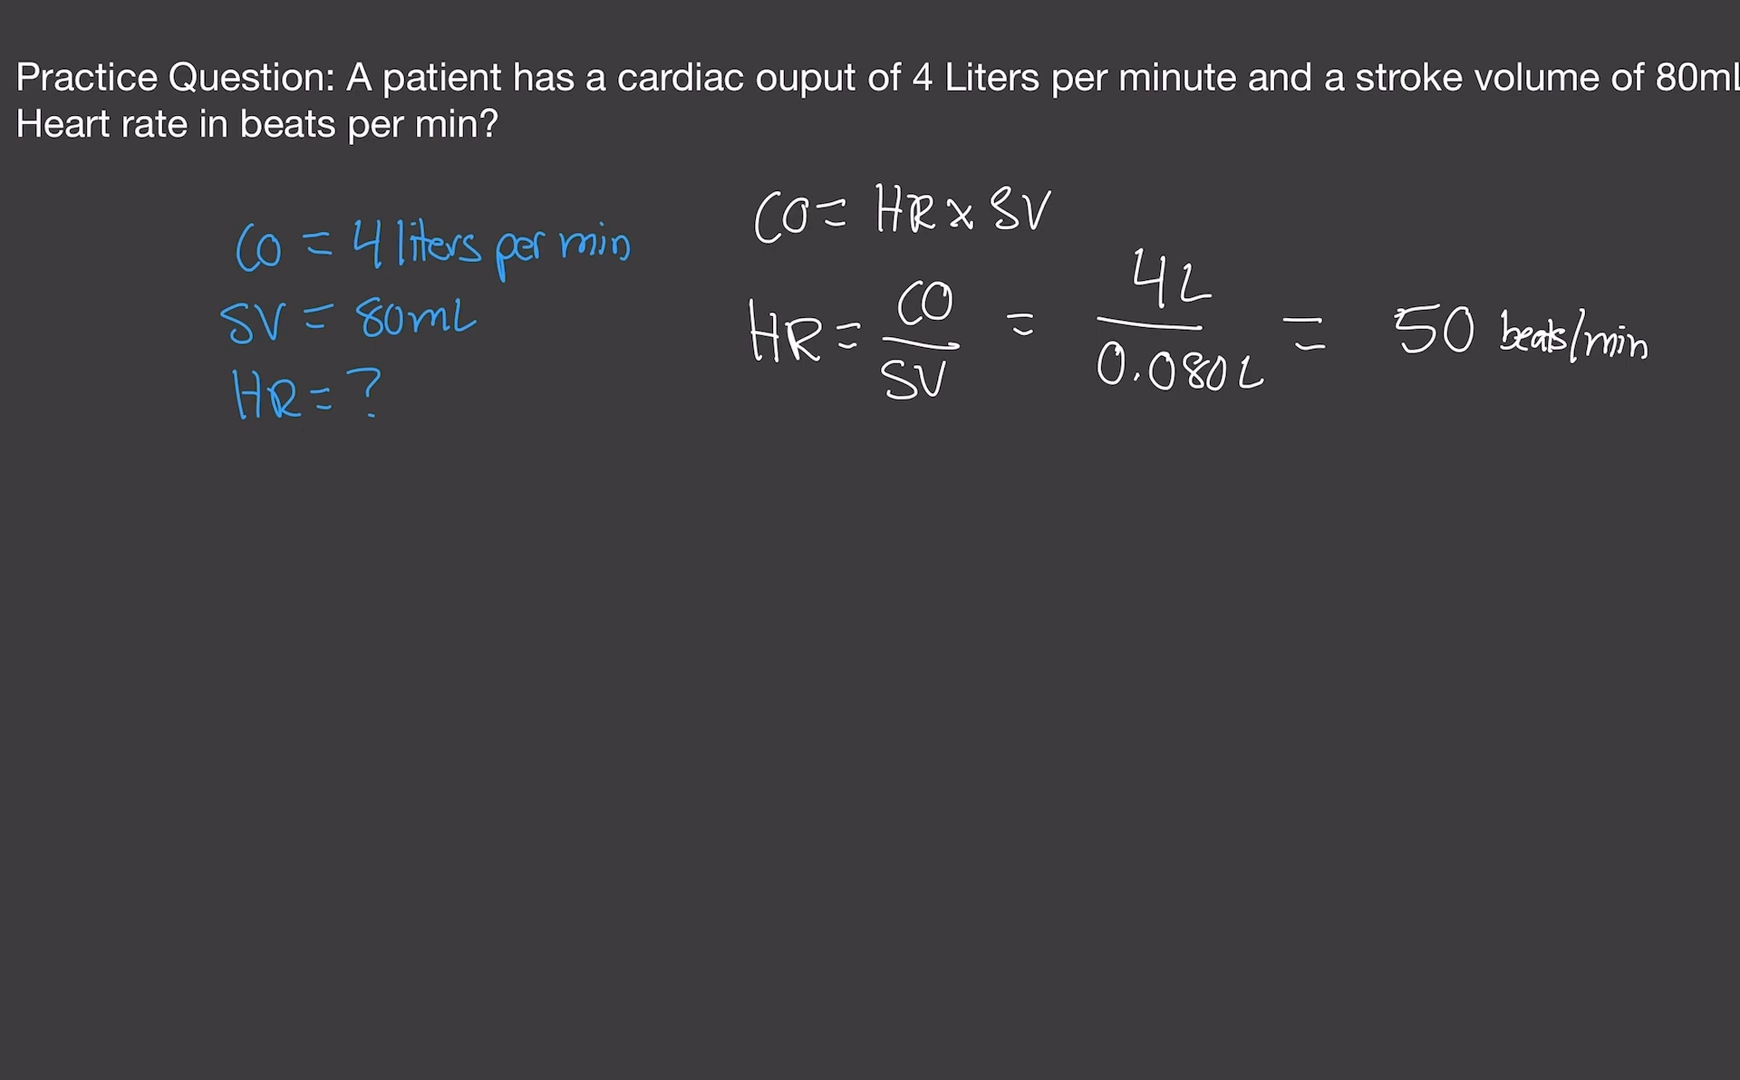 Practice Question: A patient has a cardiac ouput of 4 Liters per minute and a stroke volume of 80mL
Heart rate in beats per min?
CO = 4 liters per min
SV = 80mL
HR = ?
CO = HR x SV
HR = CO/SV = 4L/0.080L = 50 beats/min